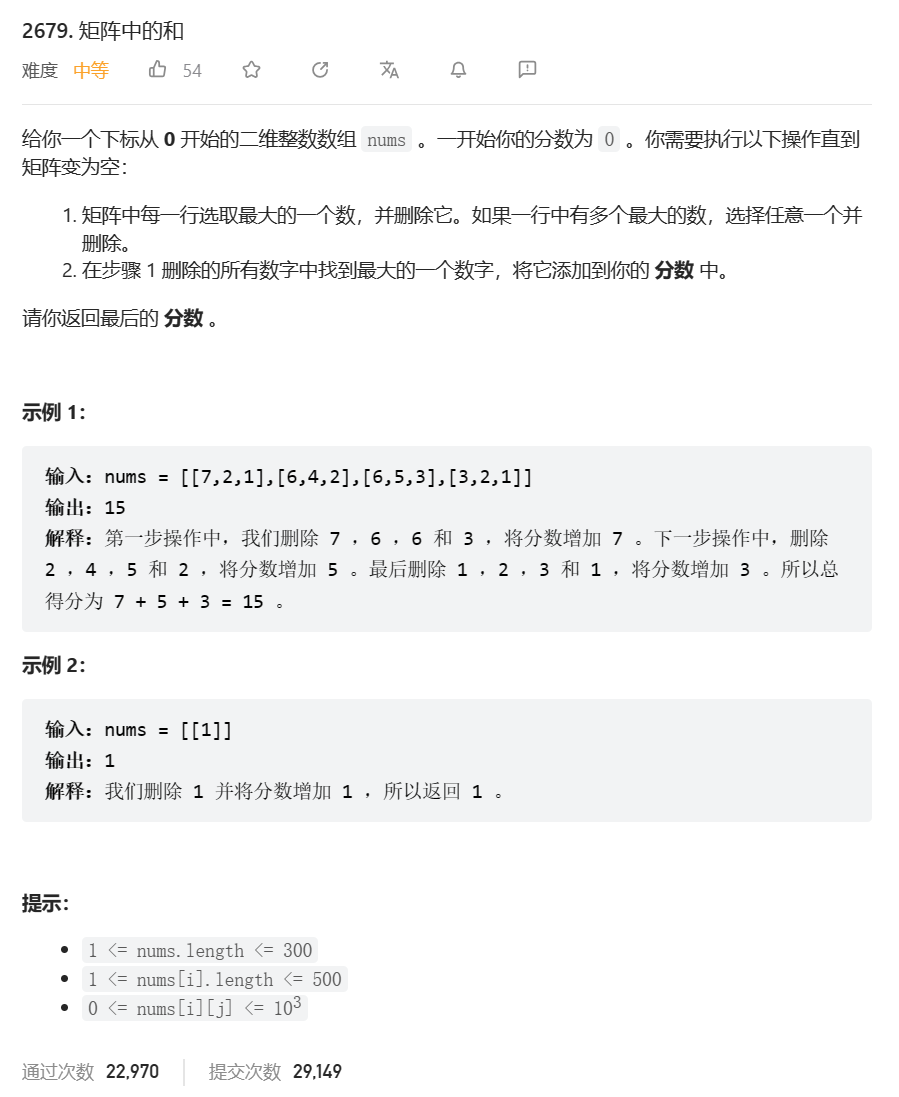 2679. 矩阵中的和
难度 中等 54
给你一个下标从 0 开始的二维整数数组 nums 。一开始你的分数为 0 。你需要执行以下操作直到
矩阵变为空：
1. 矩阵中每一行选取最大的一个数，并删除它。如果一行中有多个最大的数，选择任意一个并
删除。
2. 在步骤 1 删除的所有数字中找到最大的一个数字，将它添加到你的 分数 中。
请你返回最后的 分数 。
示例 1：
输入：nums = [[7,2,1],[6,4,2],[6,5,3],[3,2,1]]
输出：15
解释：第一步操作中，我们删除 7 ，6 ，6 和 3 ，将分数增加 7 。下一步操作中，删除
2 ，4 ，5 和 2 ，将分数增加 5 。最后删除 1 ，2 ，3 和 1 ，将分数增加 3 。所以总
得分为 7 + 5 + 3 = 15 。
示例 2：
输入：nums = [[1]]
输出：1
解释：我们删除 1 并将分数增加 1 ，所以返回 1 。
提示：
• 1 <= nums.length <= 300
• 1 <= nums[i].length <= 500
• 0 <= nums[i][j] <= 10³
通过次数 22,970 提交次数 29,149